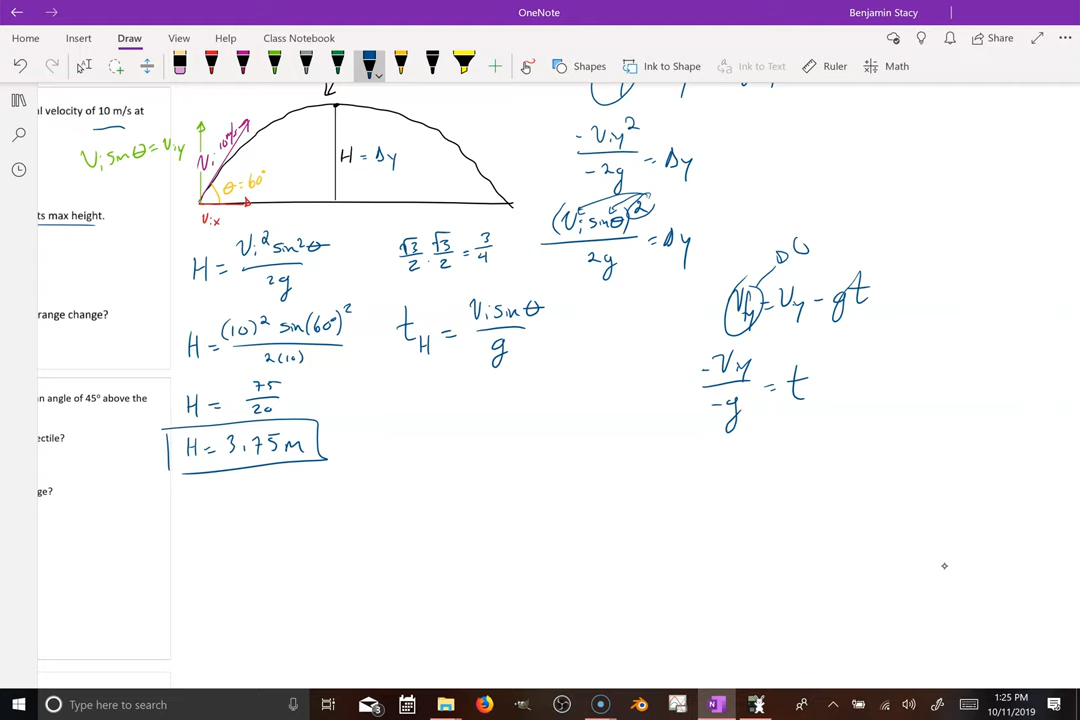 OneNote
Benjamin Stacy
Home Insert Draw View Help Class Notebook Share
Shapes Ink to Shape Ink to Text Ruler Math
al velocity of 10 m/s at
ts max height.
range change?
n angle of 45º above the
ectile?
ge?
Vᵢ sinθ = Vᵢy
Vᵢ 10m/s
θ = 60°
Vᵢₓ
H = Δy
H = Vᵢ² sin²θ / 2g
H = (10)² sin(60°)² / 2(10)
H = 75 / 20
H = 3.75m
√3/2 · √3/2 = 3/4
t_H = Vᵢ sinθ / g
-Vᵢy² / -2g = Δy
(Vᵢ sinθ)² / 2g = Δy
Vfy = Vᵢy - gt
-Vᵢy / -g = t
Type here to search
3
1:25 PM
10/11/2019